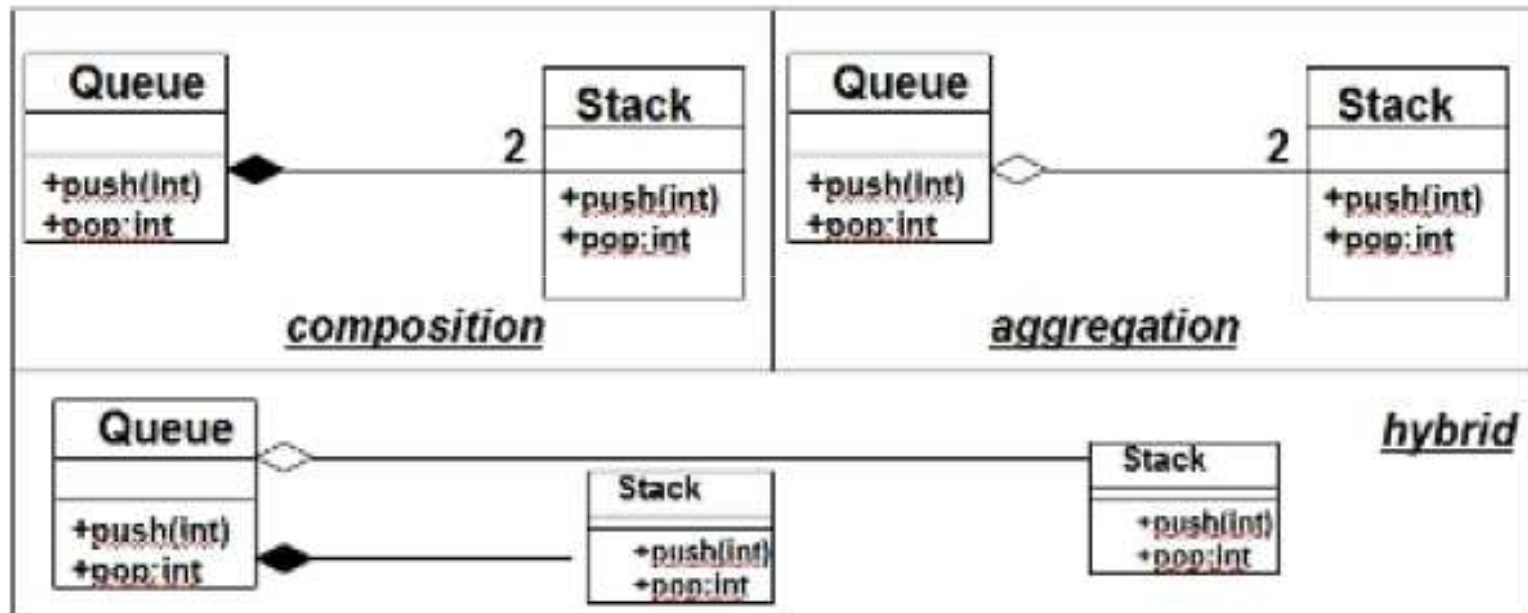 Queue
+push(int)
+pop:int
2
Stack
+push(int)
+pop:int
composition
Queue
+push(int)
+pop:int
2
Stack
+push(int)
+pop:int
aggregation
Queue
+push(int)
+pop:int
Stack
+push(int)
+pop:int
Stack
+push(int)
+pop:int
hybrid